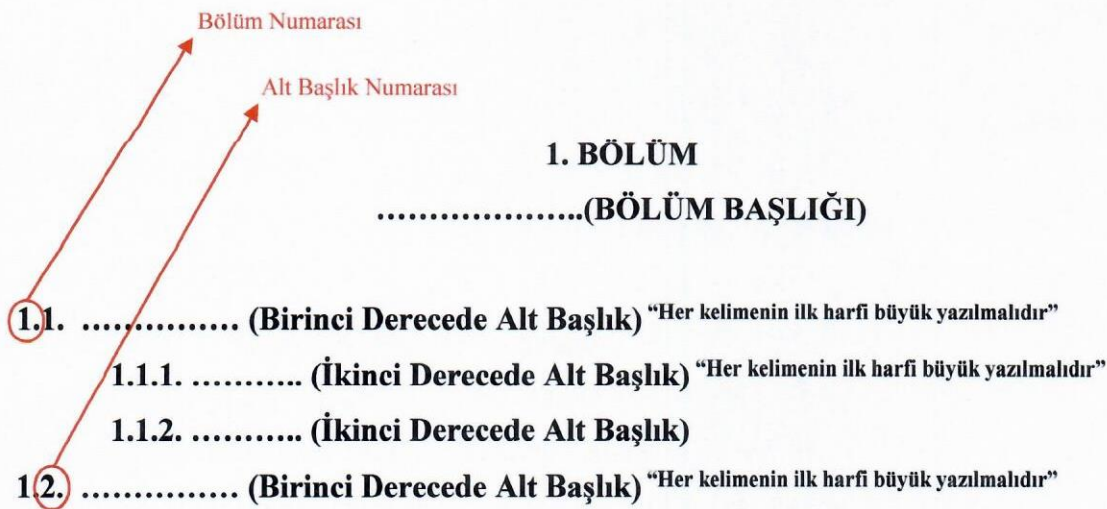 Bölüm Numarası
Alt Başlık Numarası
1. BÖLÜM
....................(BÖLÜM BAŞLIĞI)
1.1. ............... (Birinci Derecede Alt Başlık) “Her kelimenin ilk harfi büyük yazılmalıdır”
1.1.1. ........... (İkinci Derecede Alt Başlık) “Her kelimenin ilk harfi büyük yazılmalıdır”
1.1.2. ........... (İkinci Derecede Alt Başlık)
1.2. ............... (Birinci Derecede Alt Başlık) “Her kelimenin ilk harfi büyük yazılmalıdır”